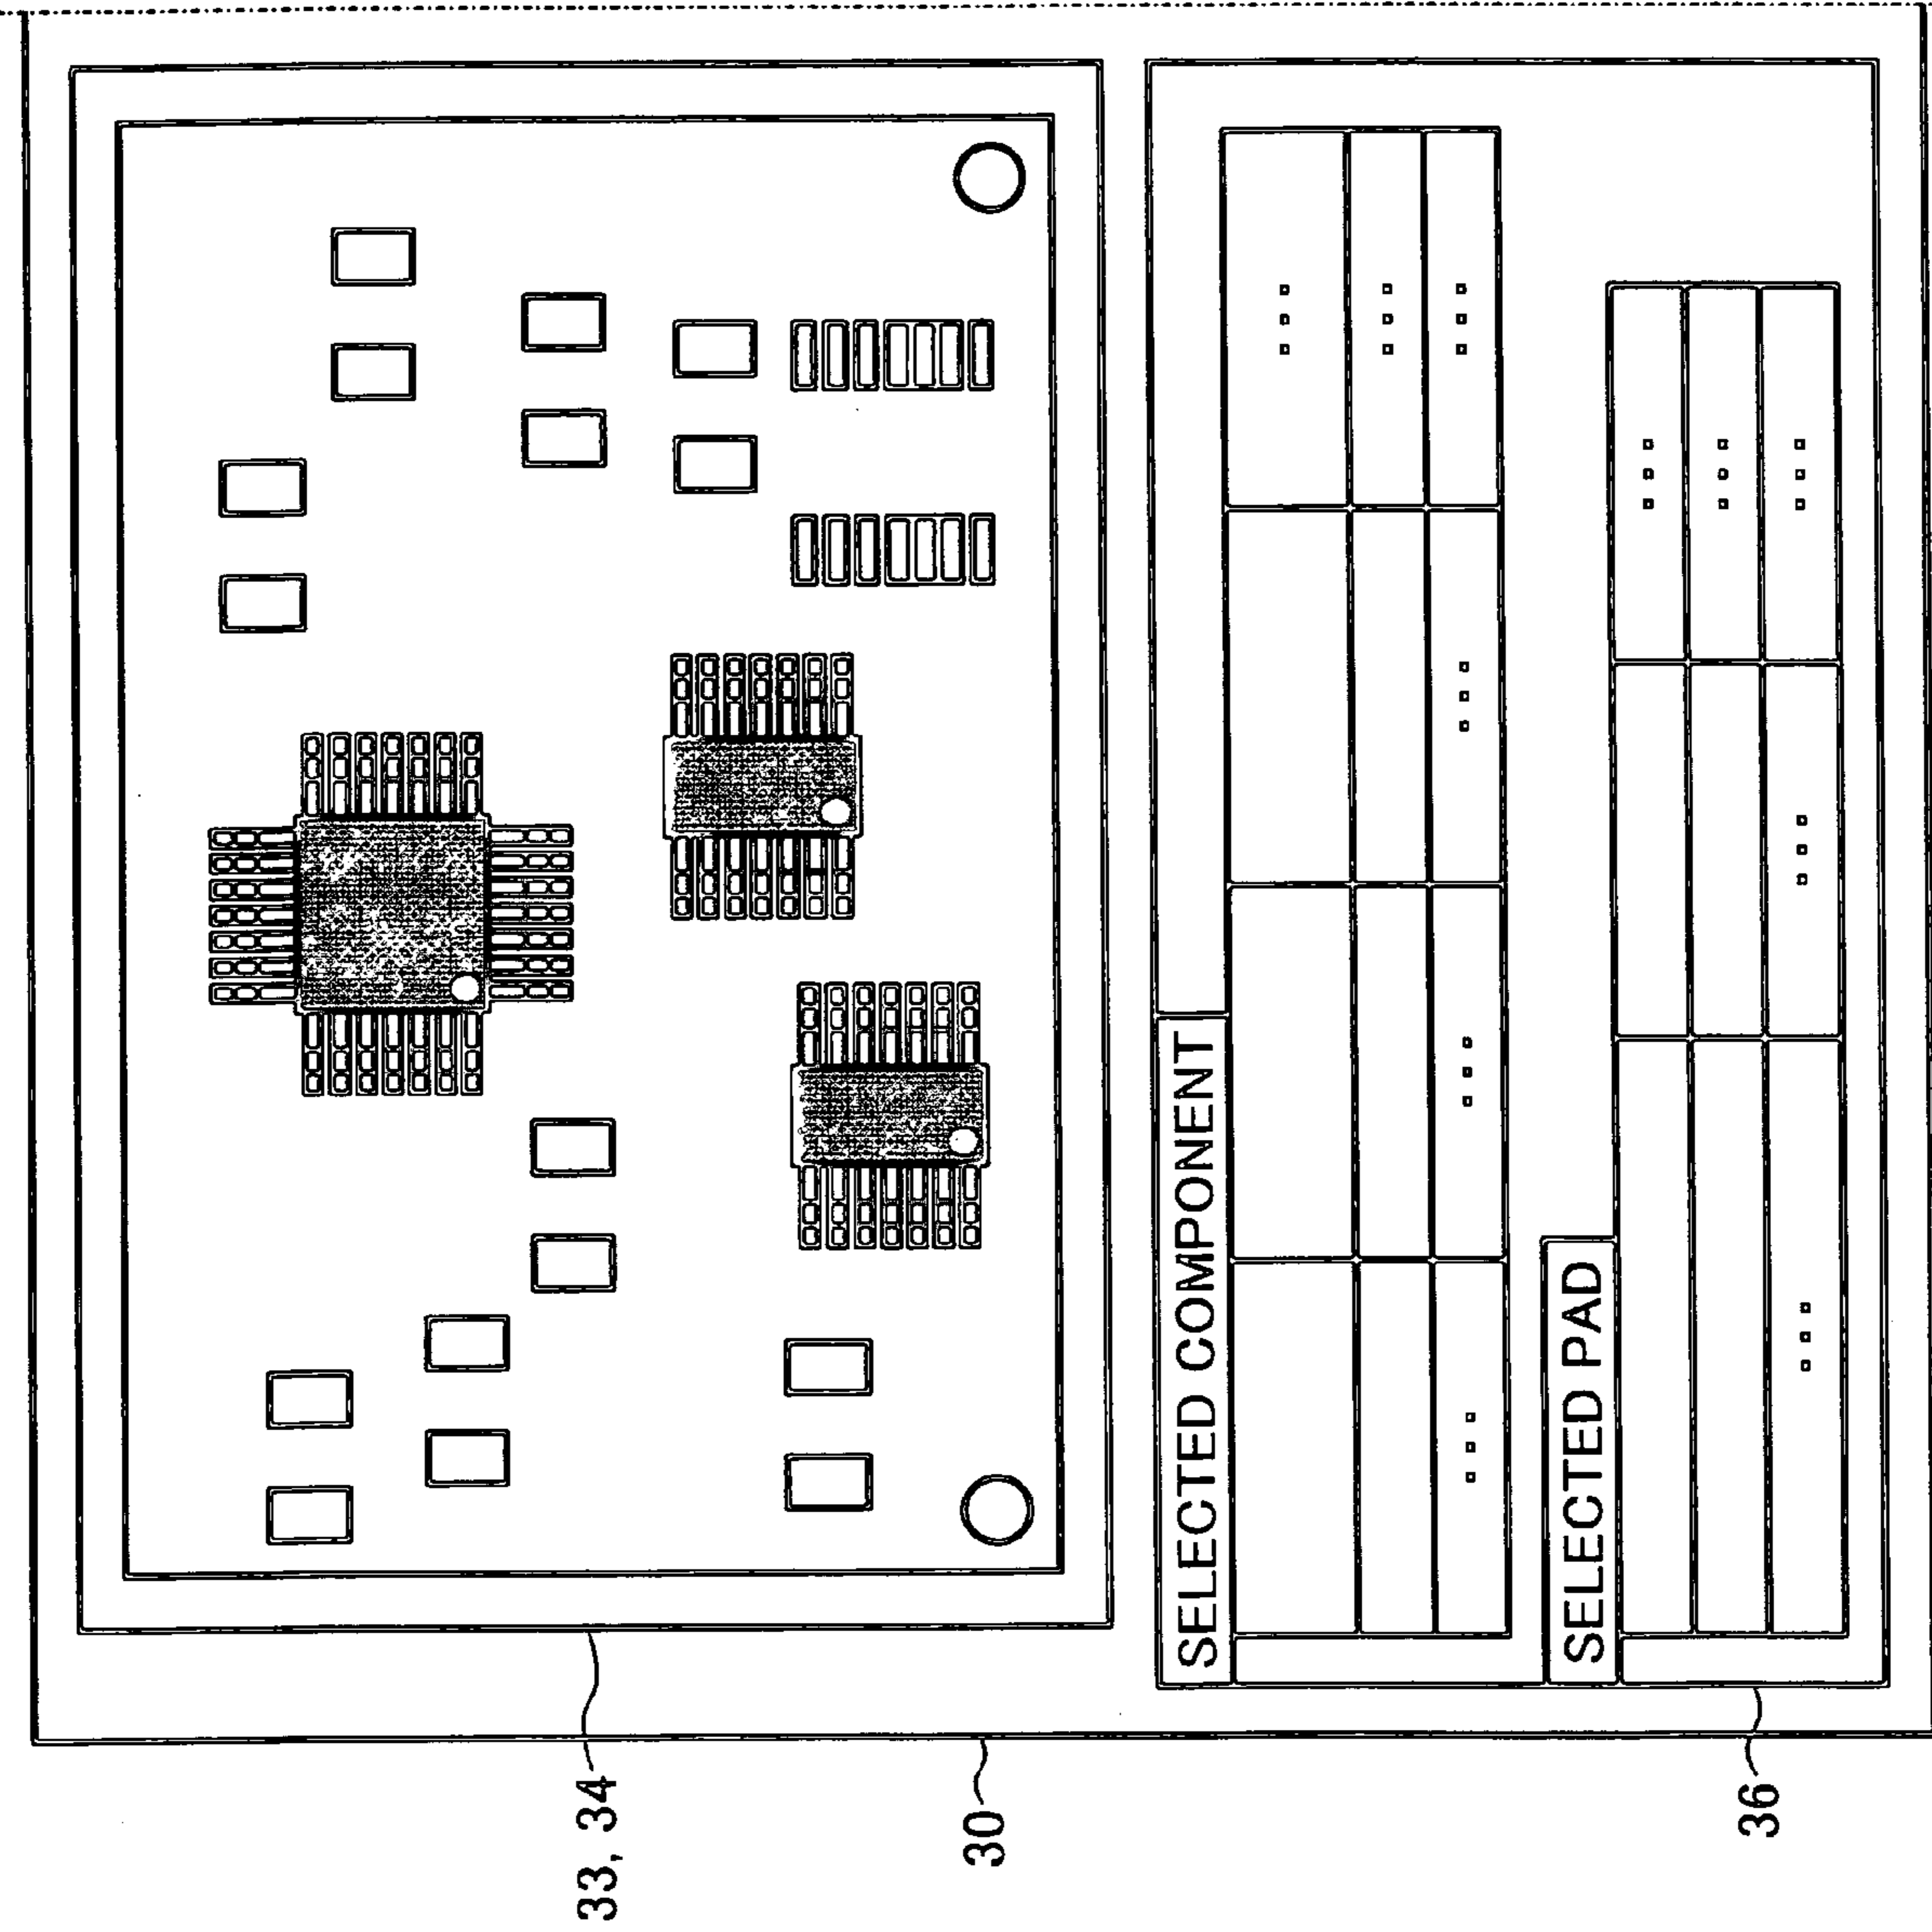 33, 34
30
SELECTED COMPONENT
SELECTED PAD
36